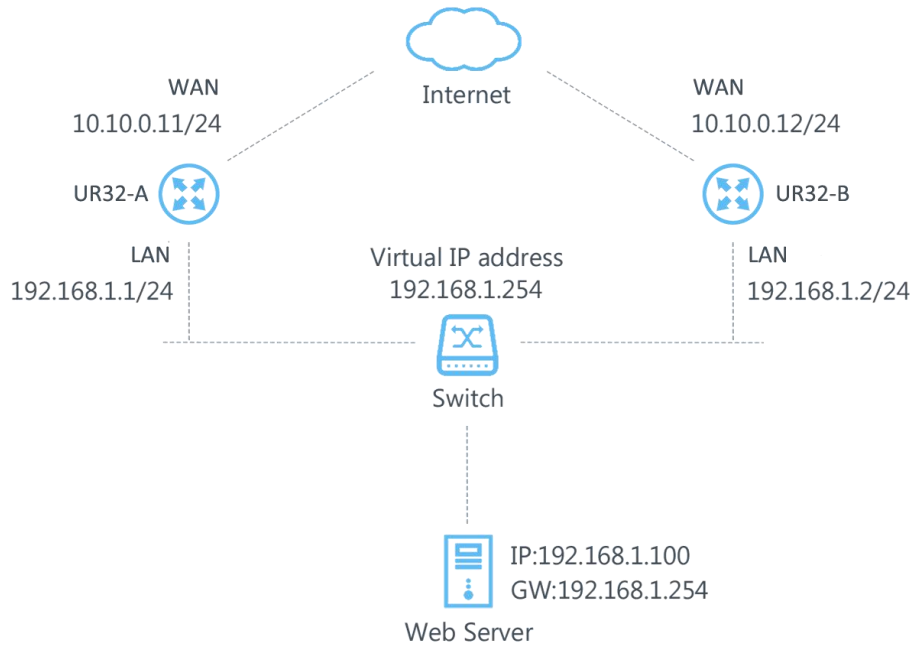 Internet
WAN
10.10.0.11/24
WAN
10.10.0.12/24
UR32-A
UR32-B
LAN
192.168.1.1/24
Virtual IP address
192.168.1.254
LAN
192.168.1.2/24
Switch
IP:192.168.1.100
GW:192.168.1.254
Web Server